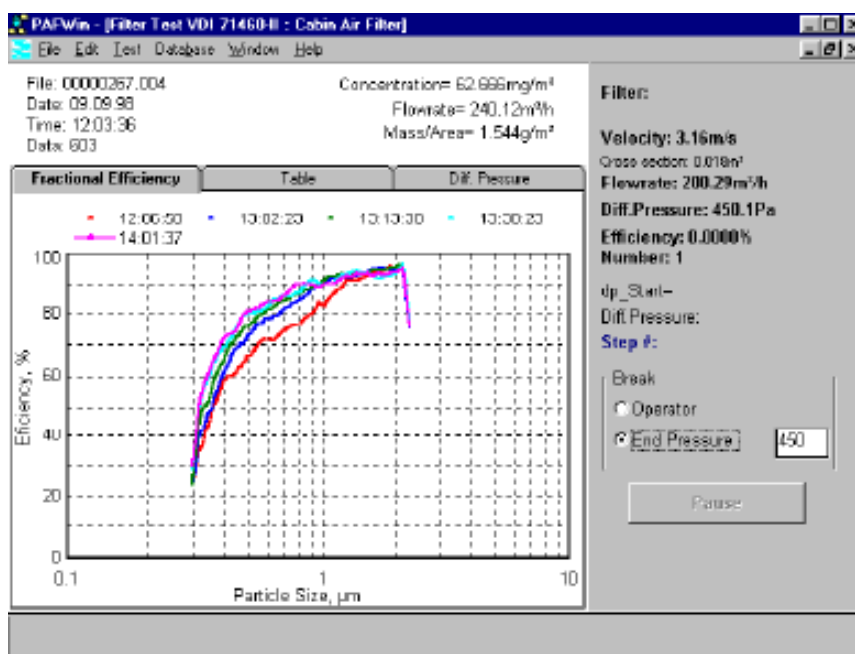 PAFWin - [Filter Test VDI 71460-II : Cabin Air Filter]
File Edit Test Database Window Help
File: 00000267.004
Date: 09.09.98
Time: 12:03:36
Data: 603
Concentration= 62.666mg/m³
Flowrate= 240.12m³/h
Mass/Area= 1.544g/m²
Fractional Efficiency Table Diff. Pressure
12:06:50 13:02:20 13:13:00 13:30:20
14:01:37
100
80
60
40
20
0
Eficiency, %
0.1 1 10
Particle Size, µm
Filter:
Velocity: 3.16m/s
Cross section: 0.018m²
Flowrate: 200.29m³/h
Diff.Pressure: 450.1Pa
Efficiency: 0.0000%
Number: 1
dp_Start=
Diff. Pressure:
Step #:
Break
Operator
End Pressure 450
Pause